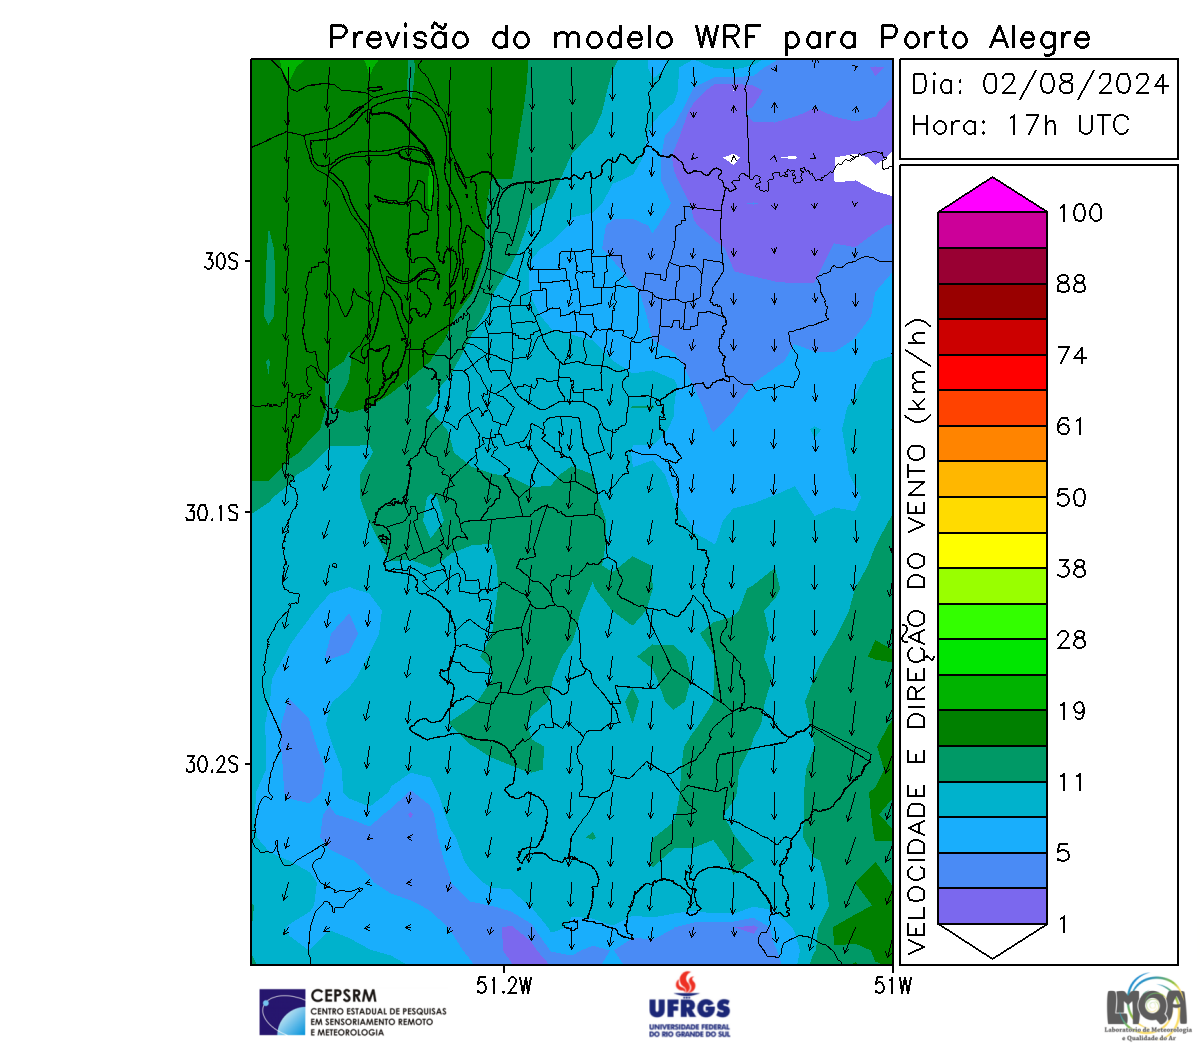 Previsão do modelo WRF para Porto Alegre
Dia: 02/08/2024
Hora: 17h UTC
30S
30.1S
30.2S
51.2W
51W
VELOCIDADE E DIREÇÃO DO VENTO (km/h)
100
88
74
61
50
38
28
19
11
5
1
CEPSRM
CENTRO ESTADUAL DE PESQUISAS
EM SENSORIAMENTO REMOTO
E METEOROLOGIA
UFRGS
UNIVERSIDADE FEDERAL
DO RIO GRANDE DO SUL
LMQA
Laboratório de Meteorologia
e Qualidade do Ar